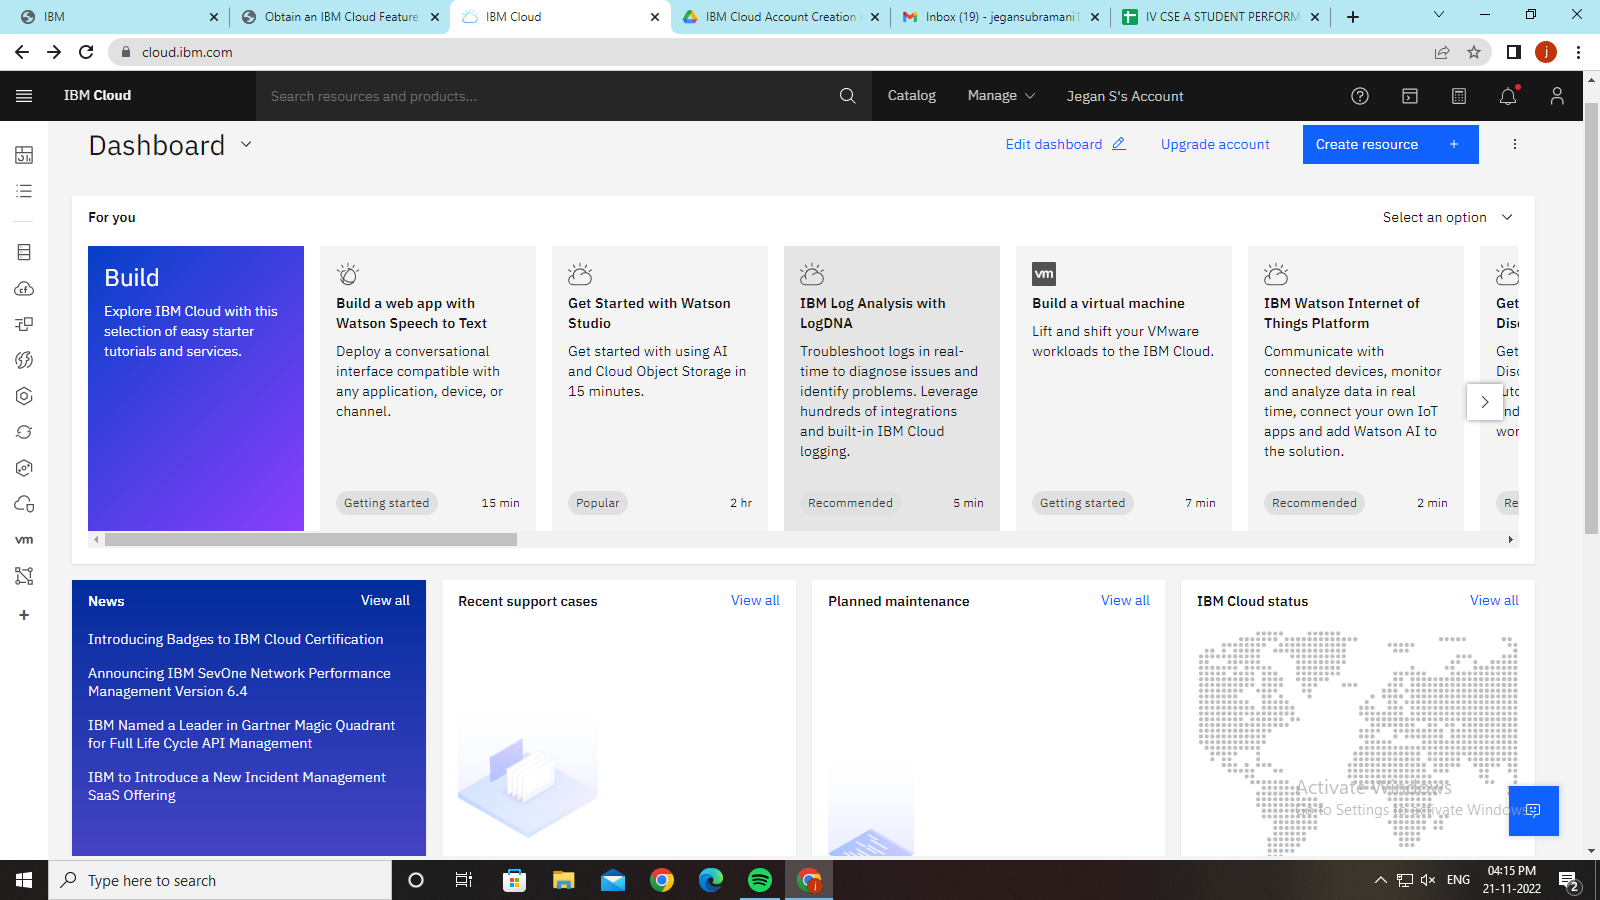 IBM
Obtain an IBM Cloud Feature
IBM Cloud
IBM Cloud Account Creation
Inbox (19) - jegansubramani1
IV CSE A STUDENT PERFORM
cloud.ibm.com
j
IBM Cloud
Search resources and products...
Catalog
Manage
Jegan S's Account
Dashboard
Edit dashboard
Upgrade account
Create resource +
For you
Select an option
Build
Explore IBM Cloud with this
selection of easy starter
tutorials and services.
Build a web app with
Watson Speech to Text
Deploy a conversational
interface compatible with
any application, device, or
channel.
Getting started
15 min
Get Started with Watson
Studio
Get started with using AI
and Cloud Object Storage in
15 minutes.
Popular
2 hr
IBM Log Analysis with
LogDNA
Troubleshoot logs in real-
time to diagnose issues and
identify problems. Leverage
hundreds of integrations
and built-in IBM Cloud
logging.
Recommended
5 min
vm
Build a virtual machine
Lift and shift your VMware
workloads to the IBM Cloud.
Getting started
7 min
IBM Watson Internet of
Things Platform
Communicate with
connected devices, monitor
and analyze data in real
time, connect your own IoT
apps and add Watson AI to
the solution.
Recommended
2 min
Get
Disc
Get
Disc
wor
Re
cf
vm
News
View all
Introducing Badges to IBM Cloud Certification
Announcing IBM SevOne Network Performance
Management Version 6.4
IBM Named a Leader in Gartner Magic Quadrant
for Full Life Cycle API Management
IBM to Introduce a New Incident Management
SaaS Offering
Recent support cases
View all
Planned maintenance
View all
IBM Cloud status
View all
Activate Windows
Go to Settings to activate Windows.
Type here to search
j
ENG
04:15 PM
21-11-2022
2